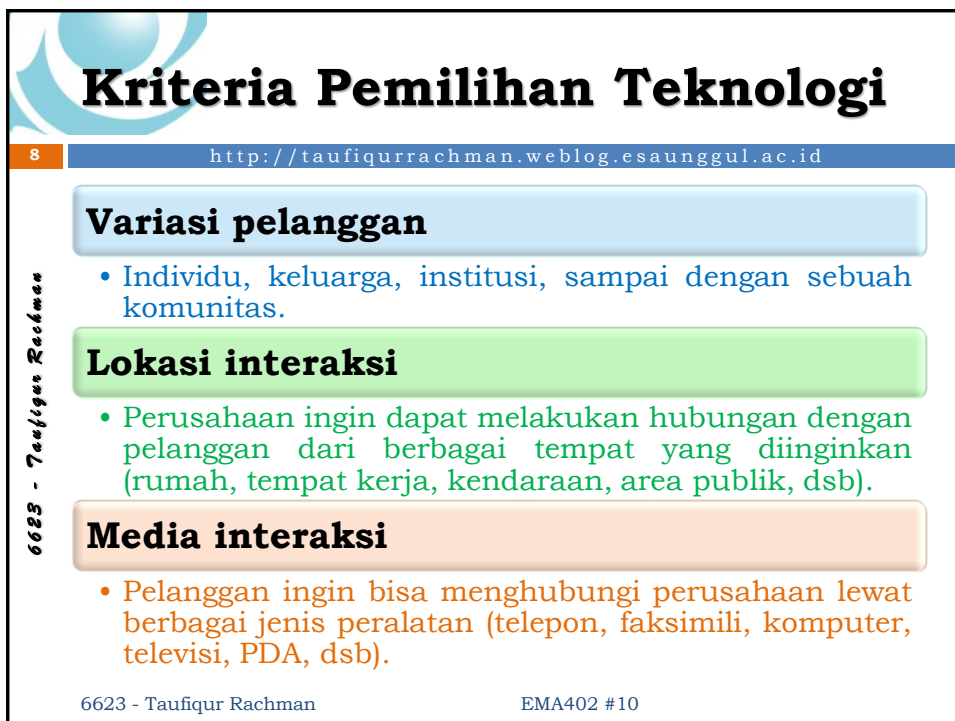 Kriteria Pemilihan Teknologi
8
http://taufiqurrachman.weblog.esaunggul.ac.id
6623 - Taufiqur Rachman
Variasi pelanggan
• Individu, keluarga, institusi, sampai dengan sebuah
komunitas.
Lokasi interaksi
• Perusahaan ingin dapat melakukan hubungan dengan
pelanggan dari berbagai tempat yang diinginkan
(rumah, tempat kerja, kendaraan, area publik, dsb).
Media interaksi
• Pelanggan ingin bisa menghubungi perusahaan lewat
berbagai jenis peralatan (telepon, faksimili, komputer,
televisi, PDA, dsb).
6623 - Taufiqur Rachman
EMA402 #10